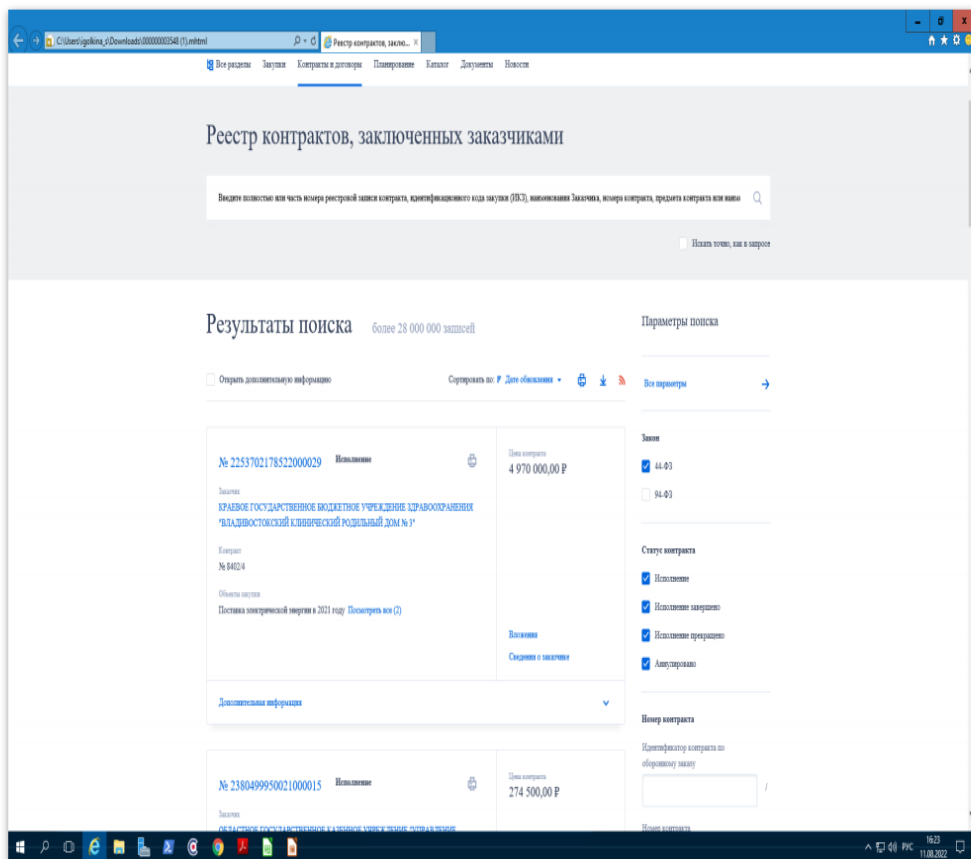 C:\Users\igolkina_s\Downloads\000000003548 (1).mhtml
Реестр контрактов, заклю...
Все разделы Закупки Контракты и договоры Планирование Каталог Документы Новости
Реестр контрактов, заключенных заказчиками
Введите полностью или часть номера реестровой записи контракта, идентификационного кода закупки (ИКЗ), наименования Заказчика, номера контракта, предмета контракта или наиме
Искать точно, как в запросе
Результаты поиска более 28 000 000 записей
Параметры поиска
Открыть дополнительную информацию
Сортировать по: Дате обновления
Все параметры
№ 2253702178522000029 Исполнение
Цена контракта
4 970 000,00 ₽
Заказчик
КРАЕВОЕ ГОСУДАРСТВЕННОЕ БЮДЖЕТНОЕ УЧРЕЖДЕНИЕ ЗДРАВООХРАНЕНИЯ
"ВЛАДИВОСТОКСКИЙ КЛИНИЧЕСКИЙ РОДИЛЬНЫЙ ДОМ № 3"
Контракт
№ 8402/4
Объекты закупки
Поставка электрической энергии в 2021 году Посмотреть все (2)
Вложения
Сведения о заказчике
Дополнительная информация
Закон
44-ФЗ
94-ФЗ
Статус контракта
Исполнение
Исполнение завершено
Исполнение прекращено
Аннулировано
Номер контракта
Идентификатор контракта по
оборонному заказу
/
Номер контракта
№ 2380499950021000015 Исполнение
Цена контракта
274 500,00 ₽
Заказчик
ОБЛАСТНОЕ ГОСУДАРСТВЕННОЕ КАЗЕННОЕ УЧРЕЖДЕНИЕ "УПРАВЛЕНИЕ
РУС
16:23
11.08.2022